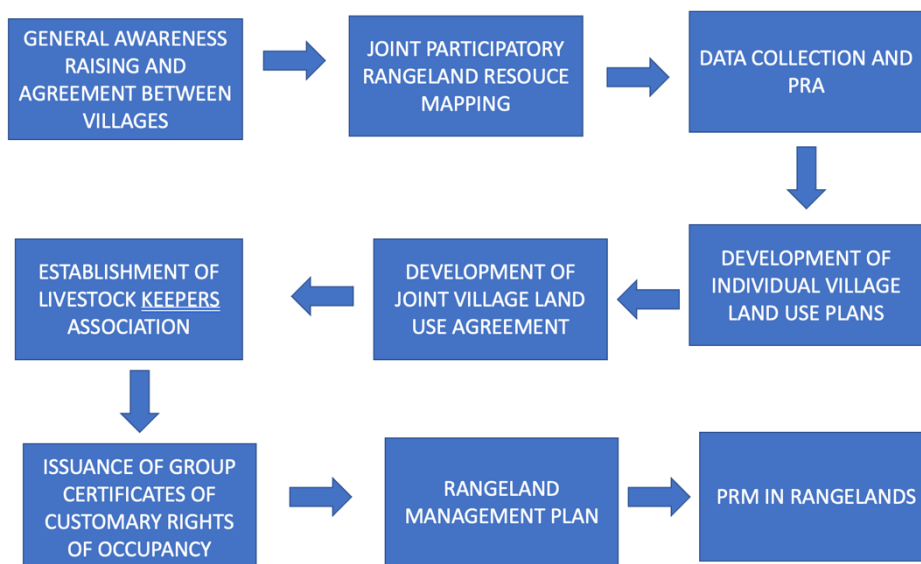 GENERAL AWARENESS
RAISING AND
AGREEMENT BETWEEN
VILLAGES
JOINT PARTICIPATORY
RANGELAND RESOUCE
MAPPING
DATA COLLECTION AND
PRA
DEVELOPMENT OF
INDIVIDUAL VILLAGE
LAND USE PLANS
DEVELOPMENT OF
JOINT VILLAGE LAND
USE AGREEMENT
ESTABLISHMENT OF
LIVESTOCK KEEPERS
ASSOCIATION
ISSUANCE OF GROUP
CERTIFICATES OF
CUSTOMARY RIGHTS
OF OCCUPANCY
RANGELAND
MANAGEMENT PLAN
PRM IN RANGELANDS